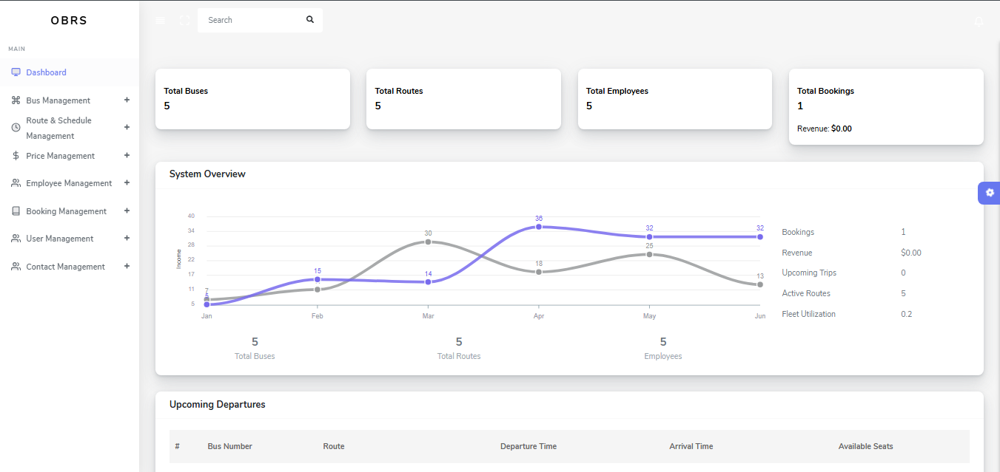 OBRS
Search
MAIN
Dashboard
Bus Management +
Route & Schedule
Management +
Price Management +
Employee Management +
Booking Management +
User Management +
Contact Management +
Total Buses
5
Total Routes
5
Total Employees
5
Total Bookings
1
Revenue: $0.00
System Overview
Income
40
34
28
22
17
11
5
7
5
15
30
14
36
18
32
25
32
13
Jan
Feb
Mar
Apr
May
Jun
Bookings 1
Revenue $0.00
Upcoming Trips 0
Active Routes 5
Fleet Utilization 0.2
5
Total Buses
5
Total Routes
5
Employees
Upcoming Departures
# Bus Number Route Departure Time Arrival Time Available Seats